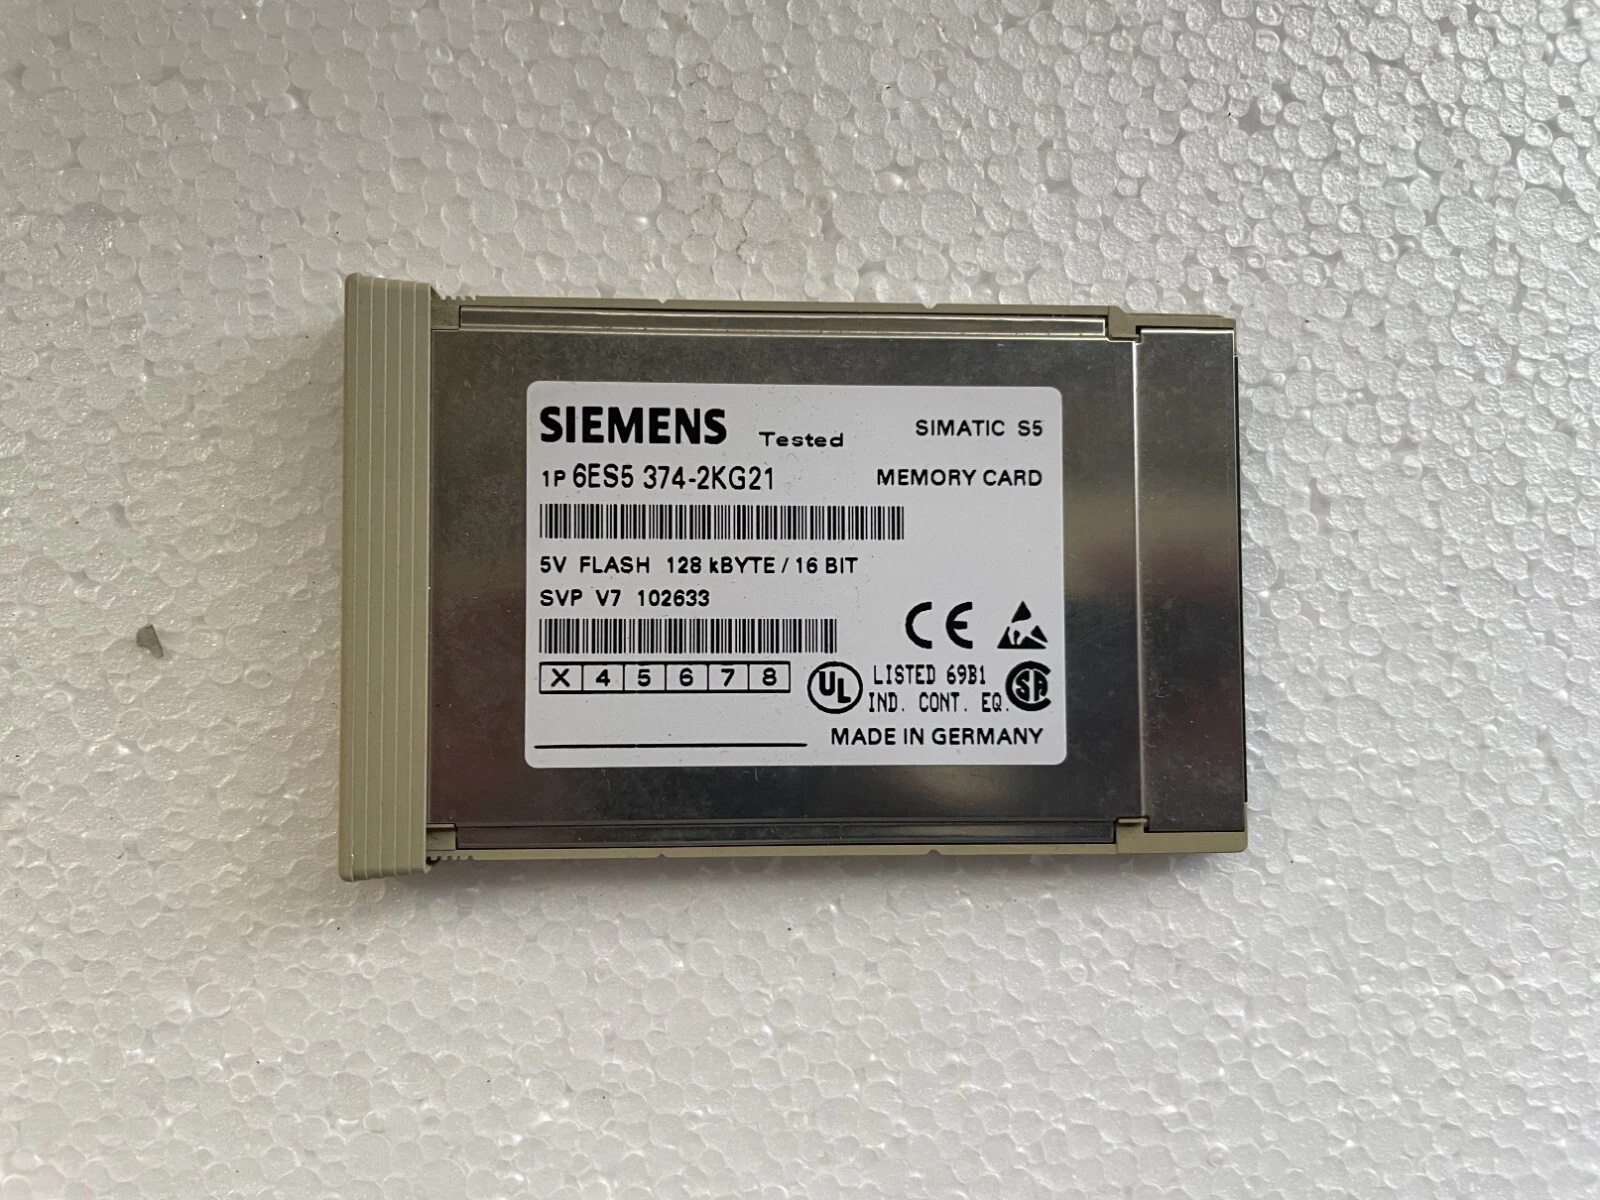 SIEMENS Tested SIMATIC S5
1P 6ES5 374-2KG21 MEMORY CARD
5V FLASH 128 kBYTE / 16 BIT
SVP V7 102633
CE
X 4 5 6 7 8
UL LISTED 69B1 SA
IND. CONT. EQ.
MADE IN GERMANY